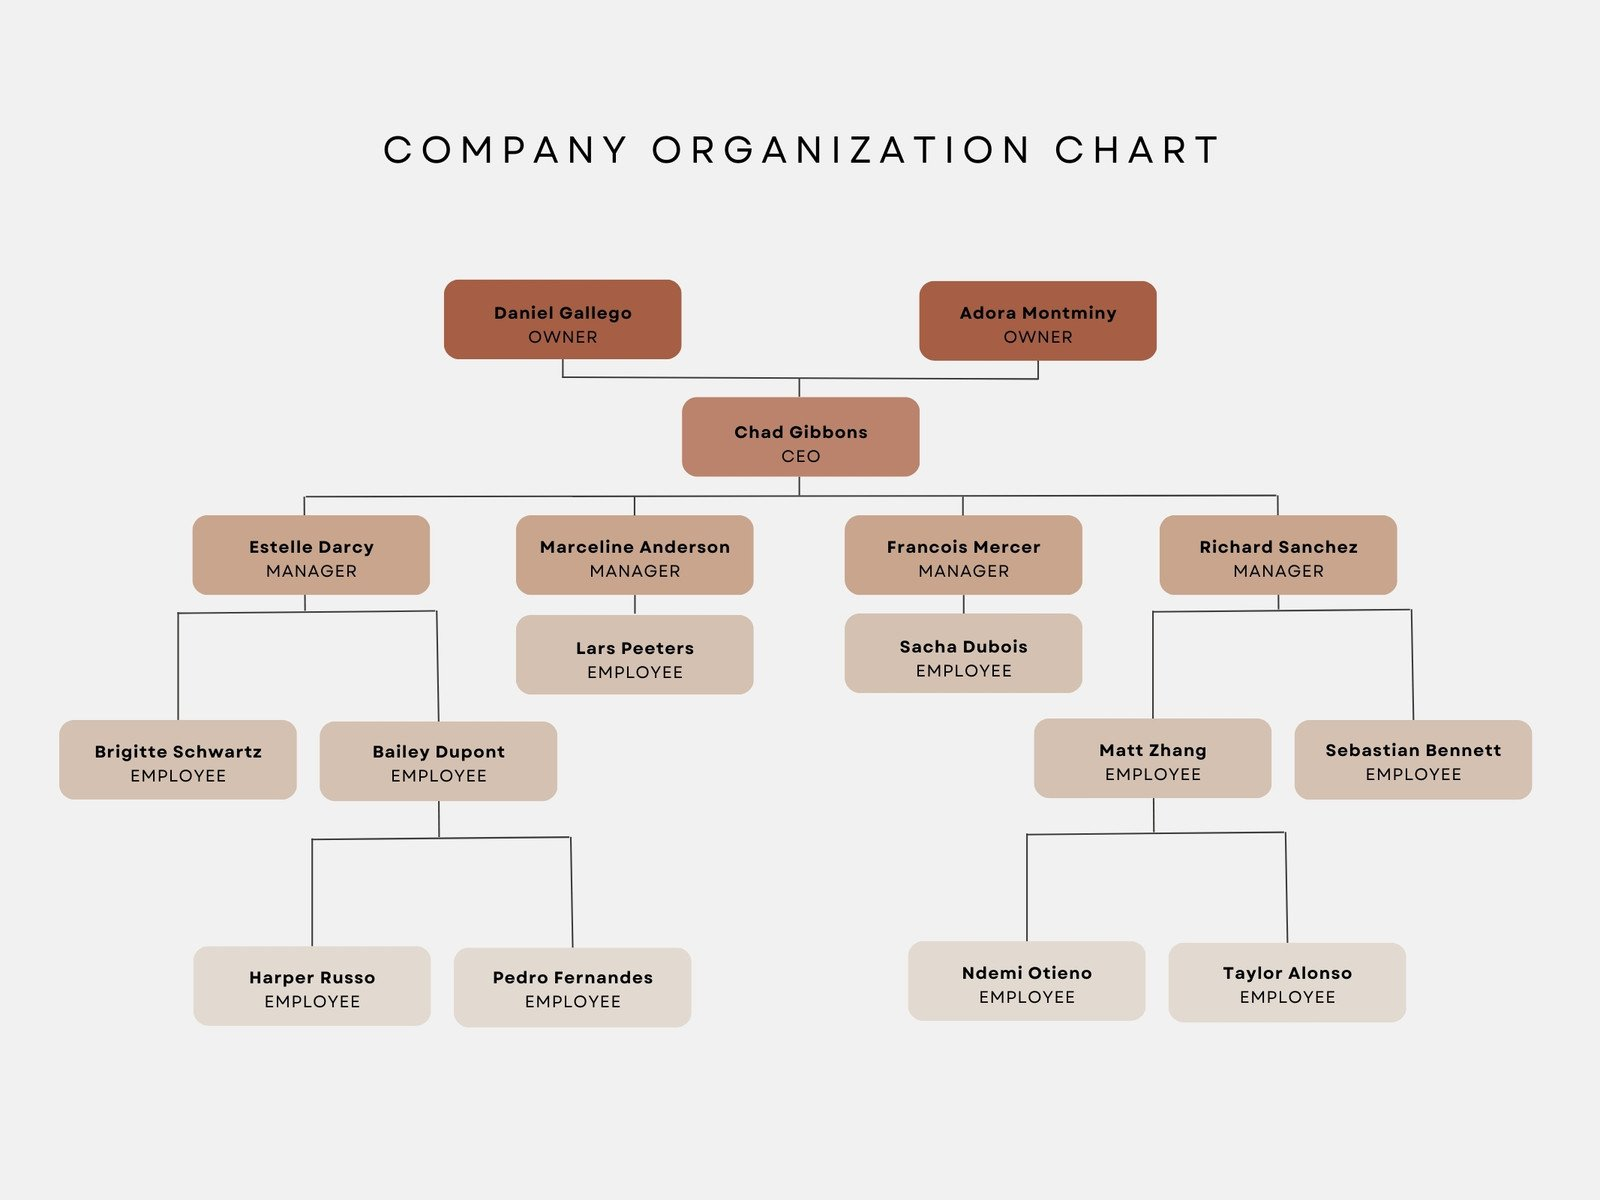 COMPANY ORGANIZATION CHART
Daniel Gallego
OWNER
Adora Montminy
OWNER
Chad Gibbons
CEO
Estelle Darcy
MANAGER
Marceline Anderson
MANAGER
Francois Mercer
MANAGER
Richard Sanchez
MANAGER
Lars Peeters
EMPLOYEE
Sacha Dubois
EMPLOYEE
Brigitte Schwartz
EMPLOYEE
Bailey Dupont
EMPLOYEE
Matt Zhang
EMPLOYEE
Sebastian Bennett
EMPLOYEE
Harper Russo
EMPLOYEE
Pedro Fernandes
EMPLOYEE
Ndemi Otieno
EMPLOYEE
Taylor Alonso
EMPLOYEE